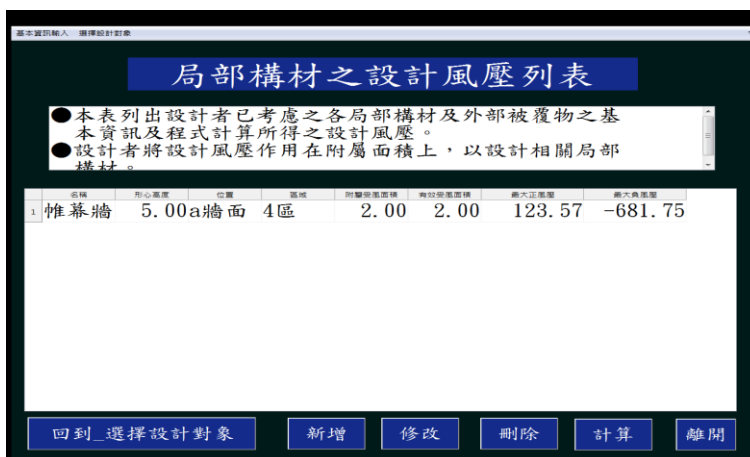 基本資訊輸入 選擇設計對象
局部構材之設計風壓列表
●本表列出設計者已考慮之各局部構材及外部被覆物之基
本資訊及程式計算所得之設計風壓。
●設計者將設計風壓作用在附屬面積上，以設計相關局部
構材。
名稱 形心高度 位置 區域 附屬受風面積 有效受風面積 最大正風壓 最大負風壓
1 帷幕牆 5.00 a牆面 4區 2.00 2.00 123.57 -681.75
回到_選擇設計對象 新增 修改 刪除 計算 離開